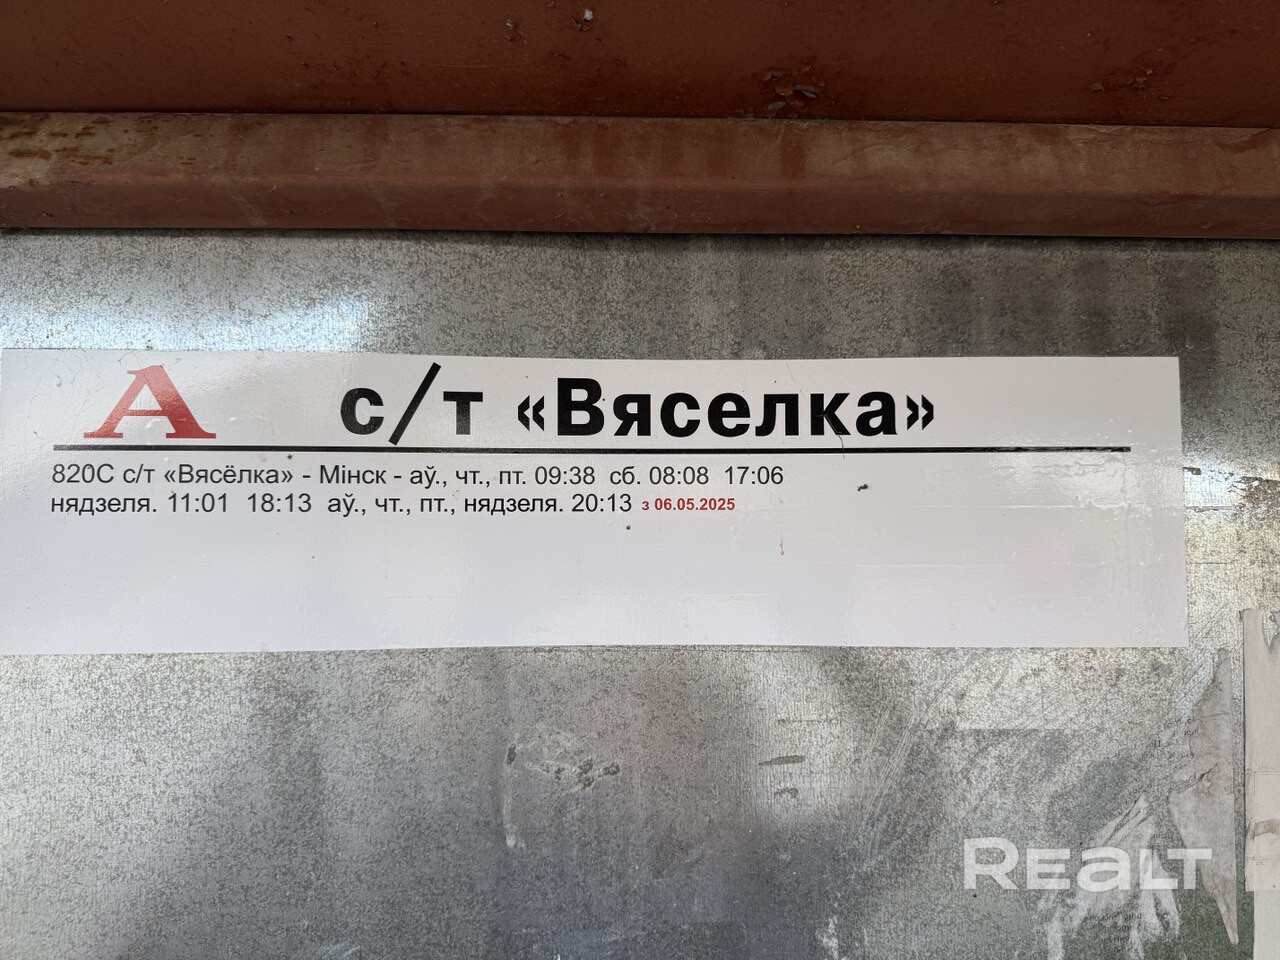 А с/т «Вяселка»
820С с/т «Вясёлка» - Мінск - аў., чт., пт. 09:38 сб. 08:08 17:06
нядзеля. 11:01 18:13 аў., чт., пт., нядзеля. 20:13 з 06.05.2025
REALT